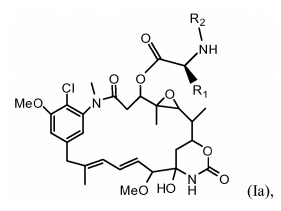 R2
O NH
Cl N O O R1
MeO O
O
MeO HO N H O (Ia),